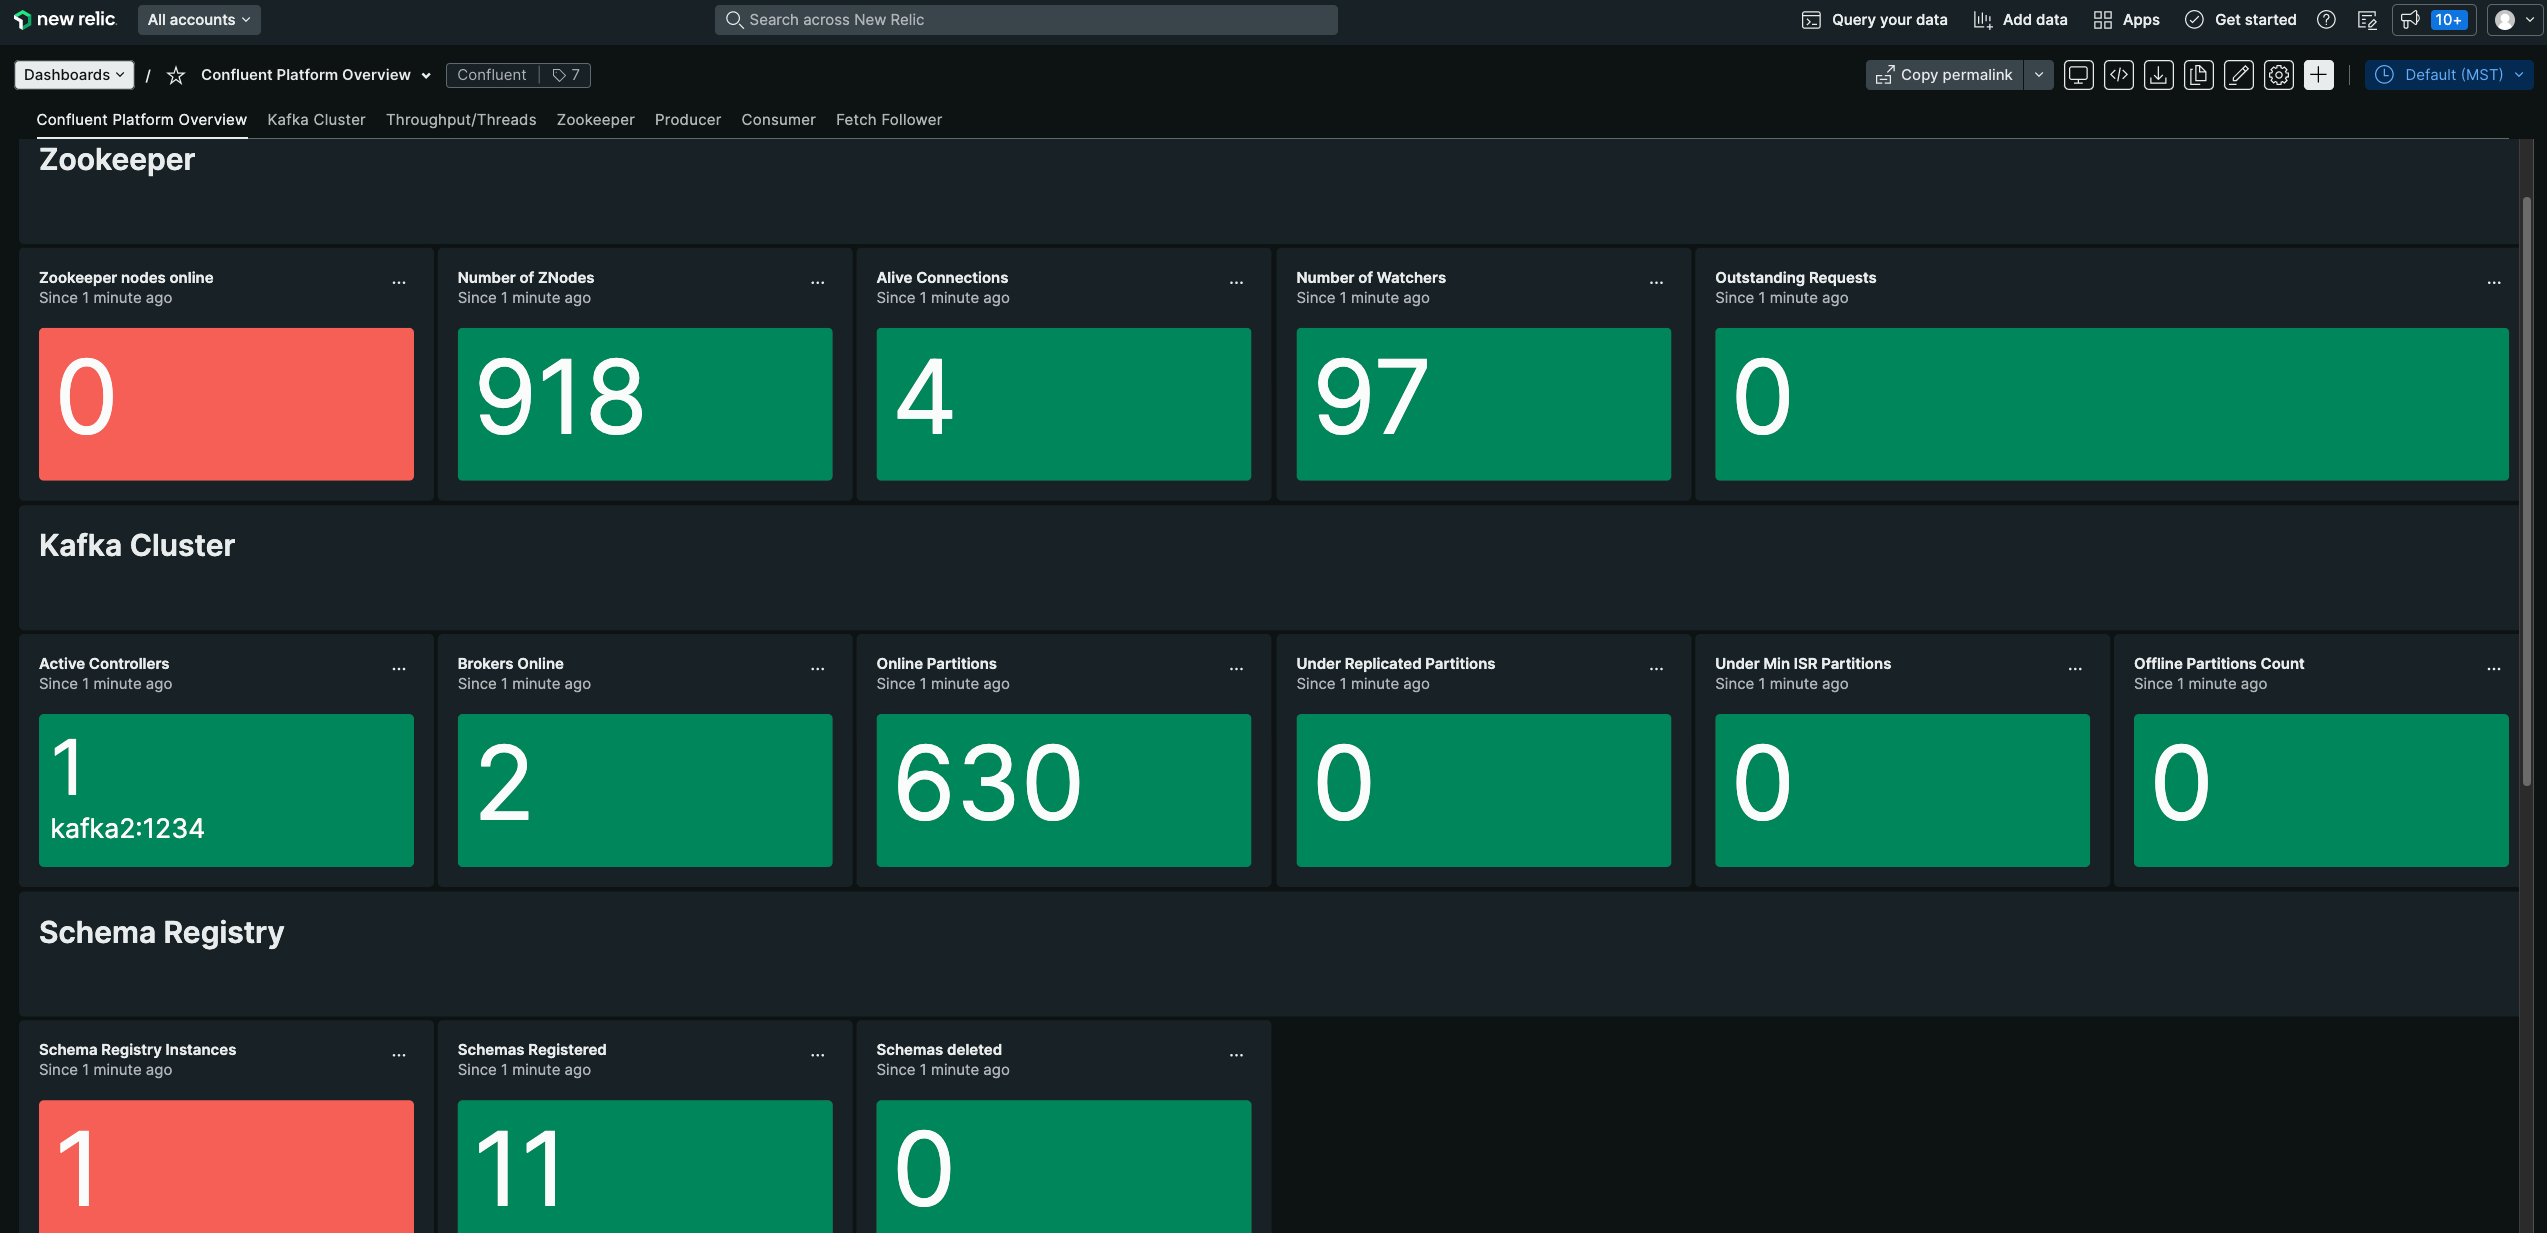 new relic
All accounts
Search across New Relic
Query your data
Add data
Apps
Get started
10+
Dashboards / Confluent Platform Overview
Confluent 7
Copy permalink
Default (MST)
Confluent Platform Overview
Kafka Cluster
Throughput/Threads
Zookeeper
Producer
Consumer
Fetch Follower
Zookeeper
Zookeeper nodes online
Since 1 minute ago
0
Number of ZNodes
Since 1 minute ago
918
Alive Connections
Since 1 minute ago
4
Number of Watchers
Since 1 minute ago
97
Outstanding Requests
Since 1 minute ago
0
Kafka Cluster
Active Controllers
Since 1 minute ago
1
kafka2:1234
Brokers Online
Since 1 minute ago
2
Online Partitions
Since 1 minute ago
630
Under Replicated Partitions
Since 1 minute ago
0
Under Min ISR Partitions
Since 1 minute ago
0
Offline Partitions Count
Since 1 minute ago
0
Schema Registry
Schema Registry Instances
Since 1 minute ago
1
Schemas Registered
Since 1 minute ago
11
Schemas deleted
Since 1 minute ago
0